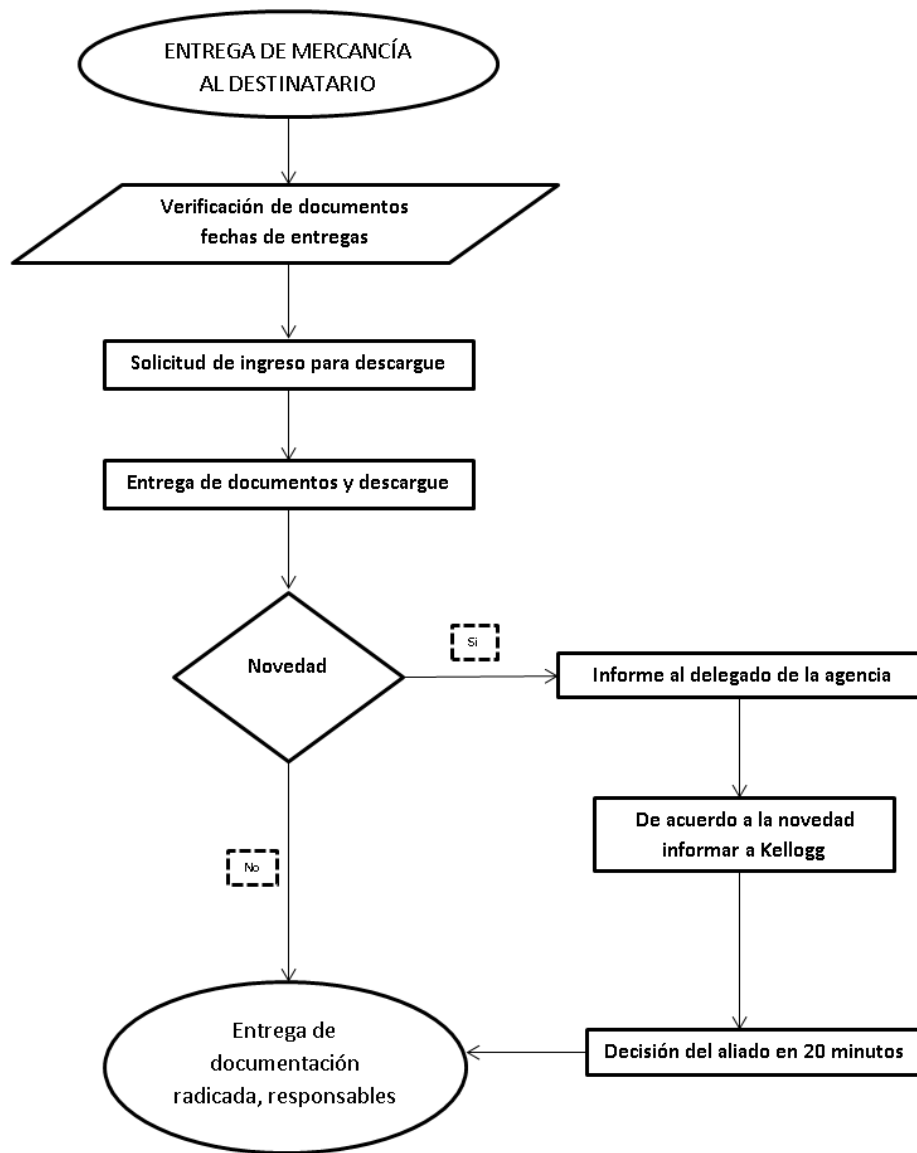 ENTREGA DE MERCANCÍA
AL DESTINATARIO
Verificación de documentos
fechas de entregas
Solicitud de ingreso para descargue
Entrega de documentos y descargue
Novedad
Si
Informe al delegado de la agencia
De acuerdo a la novedad
informar a Kellogg
No
Decisión del aliado en 20 minutos
Entrega de
documentación
radicada, responsables